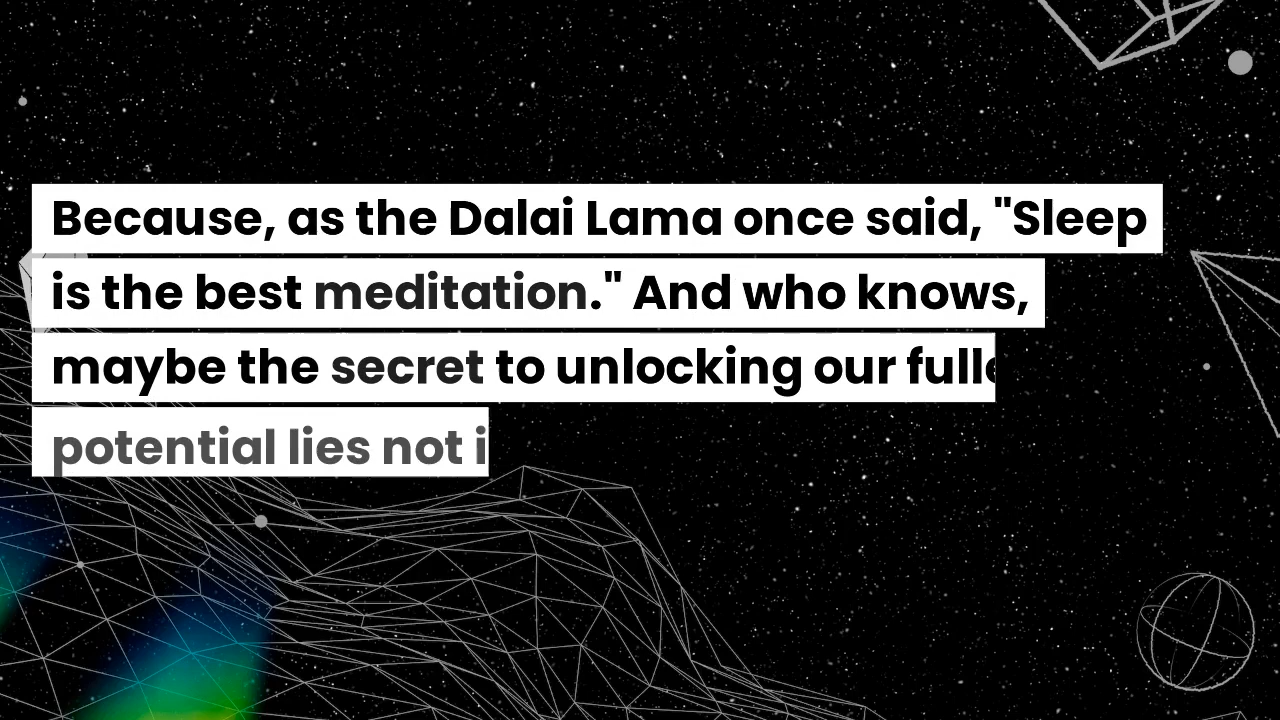 Because, as the Dalai Lama once said, "Sleep
is the best meditation." And who knows,
maybe the secret to unlocking our fulle
potential lies not i